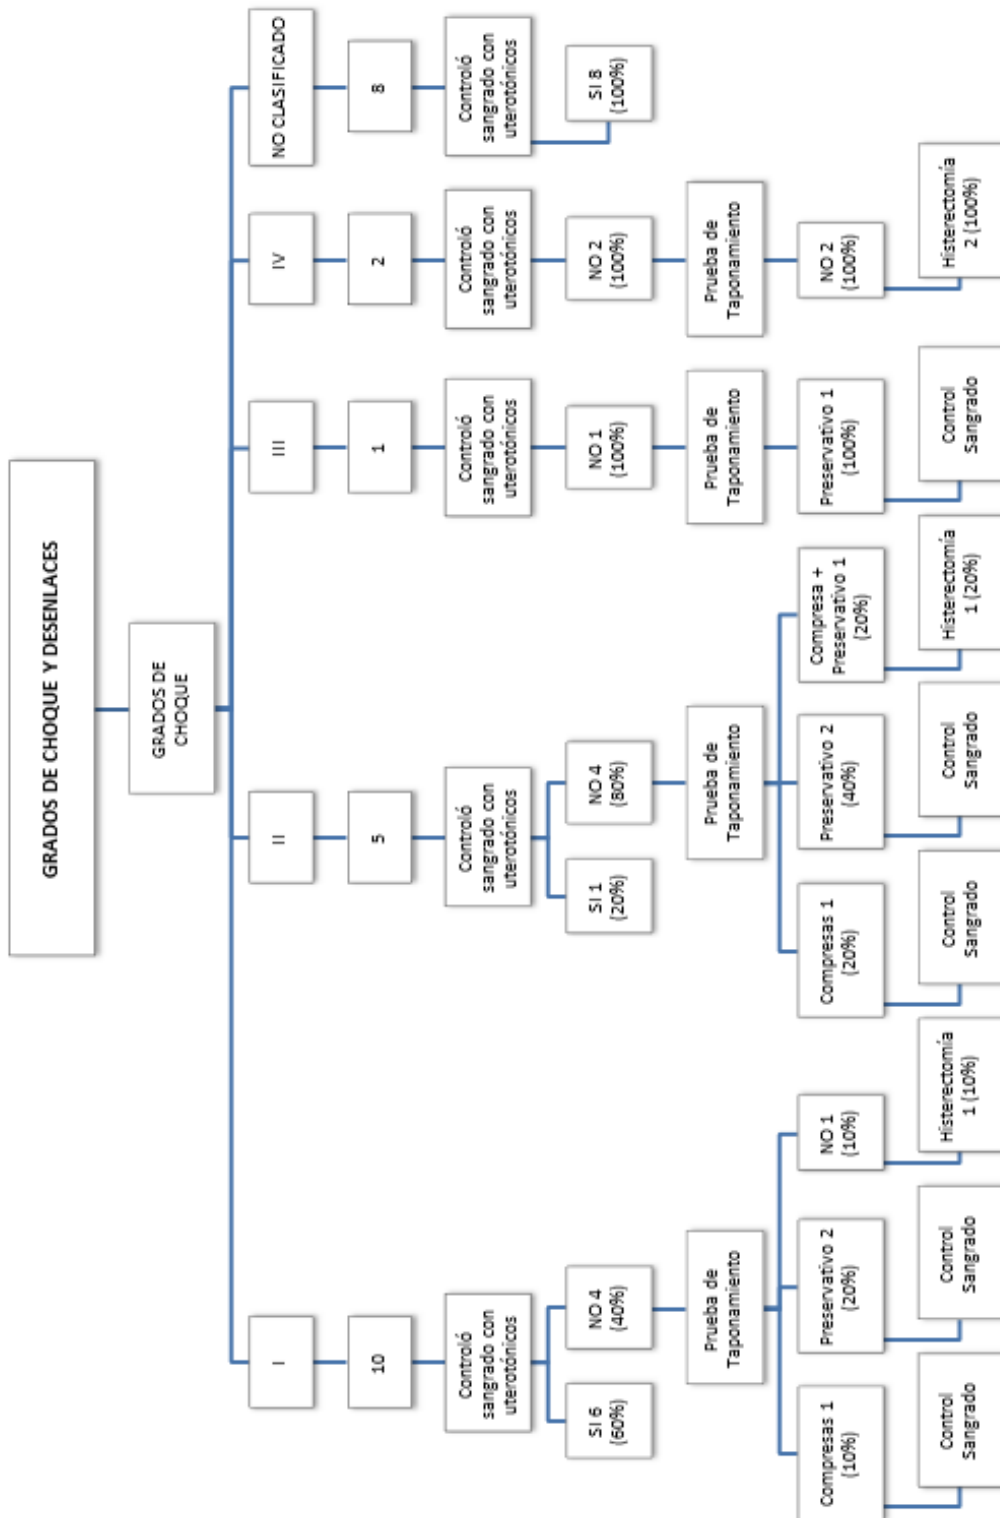 GRADOS DE CHOQUE Y DESENLACES
GRADOS DE
CHOQUE
I
II
III
IV
NO CLASIFICADO
10
5
1
2
8
Controló
sangrado con
uterotónicos
Controló
sangrado con
uterotónicos
Controló
sangrado con
uterotónicos
Controló
sangrado con
uterotónicos
Controló
sangrado con
uterotónicos
SI 6
(60%)
NO 4
(40%)
SI 1
(20%)
NO 4
(80%)
NO 1
(100%)
NO 2
(100%)
SI 8
(100%)
Prueba de
Taponamiento
Prueba de
Taponamiento
Prueba de
Taponamiento
Prueba de
Taponamiento
Compresas 1
(10%)
Preservativo 2
(20%)
NO 1
(10%)
Compresas 1
(20%)
Preservativo 2
(40%)
Compresa +
Preservativo 1
(20%)
Preservativo 1
(100%)
NO 2
(100%)
Control
Sangrado
Control
Sangrado
Histerectomía
1 (10%)
Control
Sangrado
Control
Sangrado
Histerectomía
1 (20%)
Control
Sangrado
Histerectomía
2 (100%)